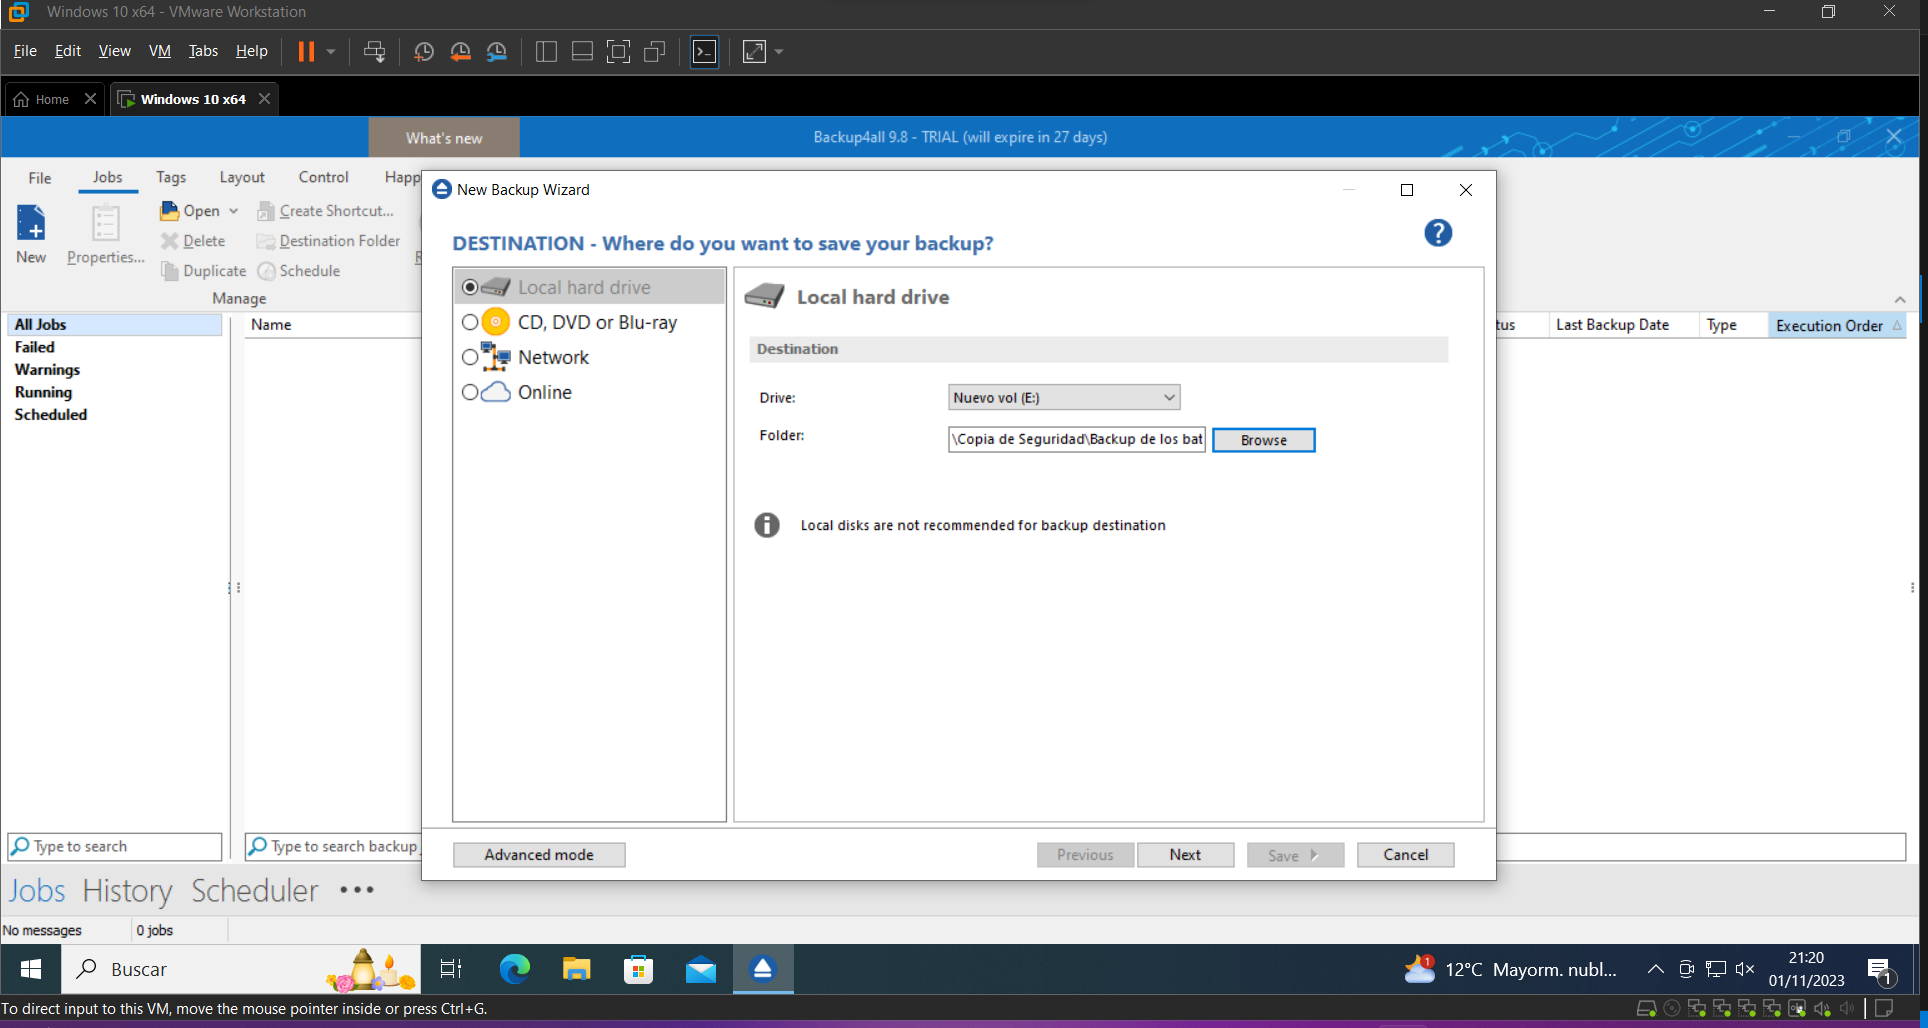 Windows 10 x64 - VMware Workstation
File Edit View VM Tabs Help
Home Windows 10 x64
What's new Backup4all 9.8 - TRIAL (will expire in 27 days)
File Jobs Tags Layout Control Happ
New Backup Wizard
Open Create Shortcut...
Delete Destination Folder
New Properties...
Duplicate Schedule
Manage
DESTINATION - Where do you want to save your backup?
?
Local hard drive
CD, DVD or Blu-ray
Network
Online
Local hard drive
Destination
Drive: Nuevo vol (E:)
Folder: \Copia de Seguridad\Backup de los bat Browse
Local disks are not recommended for backup destination
All Jobs
Failed
Warnings
Running
Scheduled
Name
tus Last Backup Date Type Execution Order
Type to search Type to search backup
Advanced mode Previous Next Save Cancel
Jobs History Scheduler •••
No messages 0 jobs
Buscar
1 12°C Mayorm. nubl...
21:20
01/11/2023
1
To direct input to this VM, move the mouse pointer inside or press Ctrl+G.